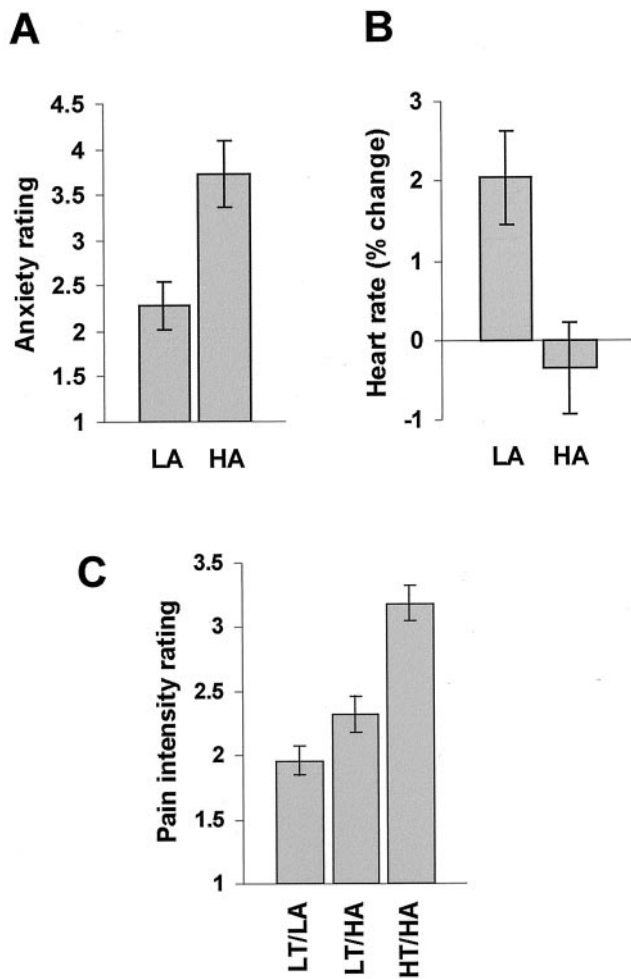 A
Anxiety rating
4.5
4
3.5
3
2.5
2
1.5
1
LA HA
B
Heart rate (% change)
3
2
1
0
-1
LA HA
C
Pain intensity rating
3.5
3
2.5
2
1.5
1
LT/LA
LT/HA
HT/HA